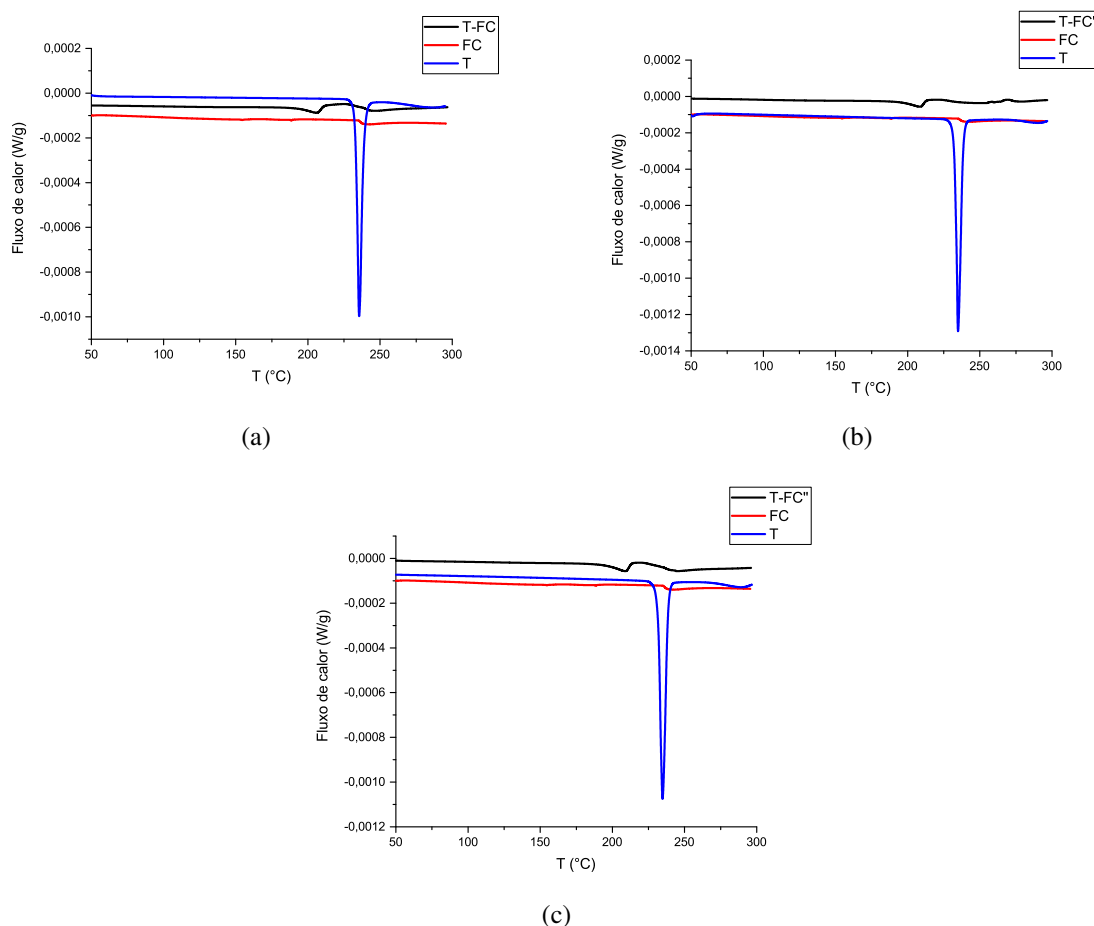 T-FC
FC
T
0,0002
0,0000
-0,0002
-0,0004
-0,0006
-0,0008
-0,0010
Fluxo de calor (W/g)
50 100 150 200 250 300
T (°C)
(a)
T-FC'
FC
T
0,0002
0,0000
-0,0002
-0,0004
-0,0006
-0,0008
-0,0010
-0,0013
-0,0014
Fluxo de calor (W/g)
50 100 150 200 250 300
T (°C)
(b)
T-FC"
FC
T
0,0000
-0,0002
-0,0004
-0,0006
-0,0008
-0,0010
-0,0012
Fluxo de calor (W/g)
50 100 150 200 250 300
T (°C)
(c)